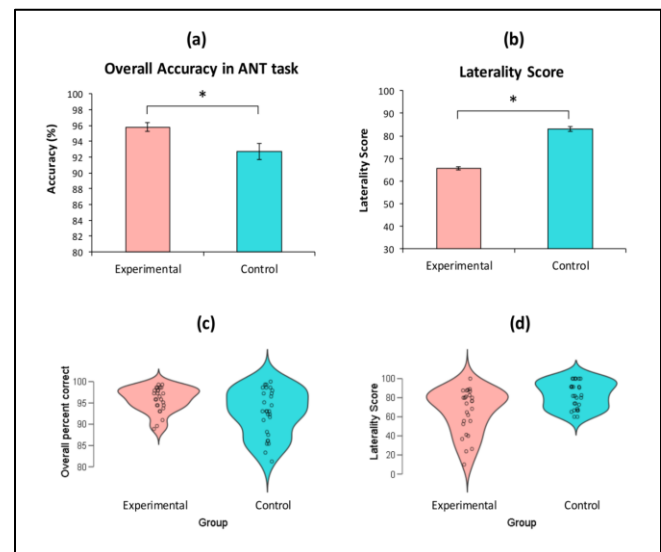 (a)
Overall Accuracy in ANT task
*
Accuracy (%)
100
98
96
94
92
90
88
86
84
82
80
Experimental Control
(b)
Laterality Score
*
Laterality Score
100
90
80
70
60
50
40
30
Experimental Control
(c)
Overall percent correct
100
95
90
85
80
Experimental Control
Group
(d)
Laterality Score
100
80
60
40
20
0
Experimental Control
Group